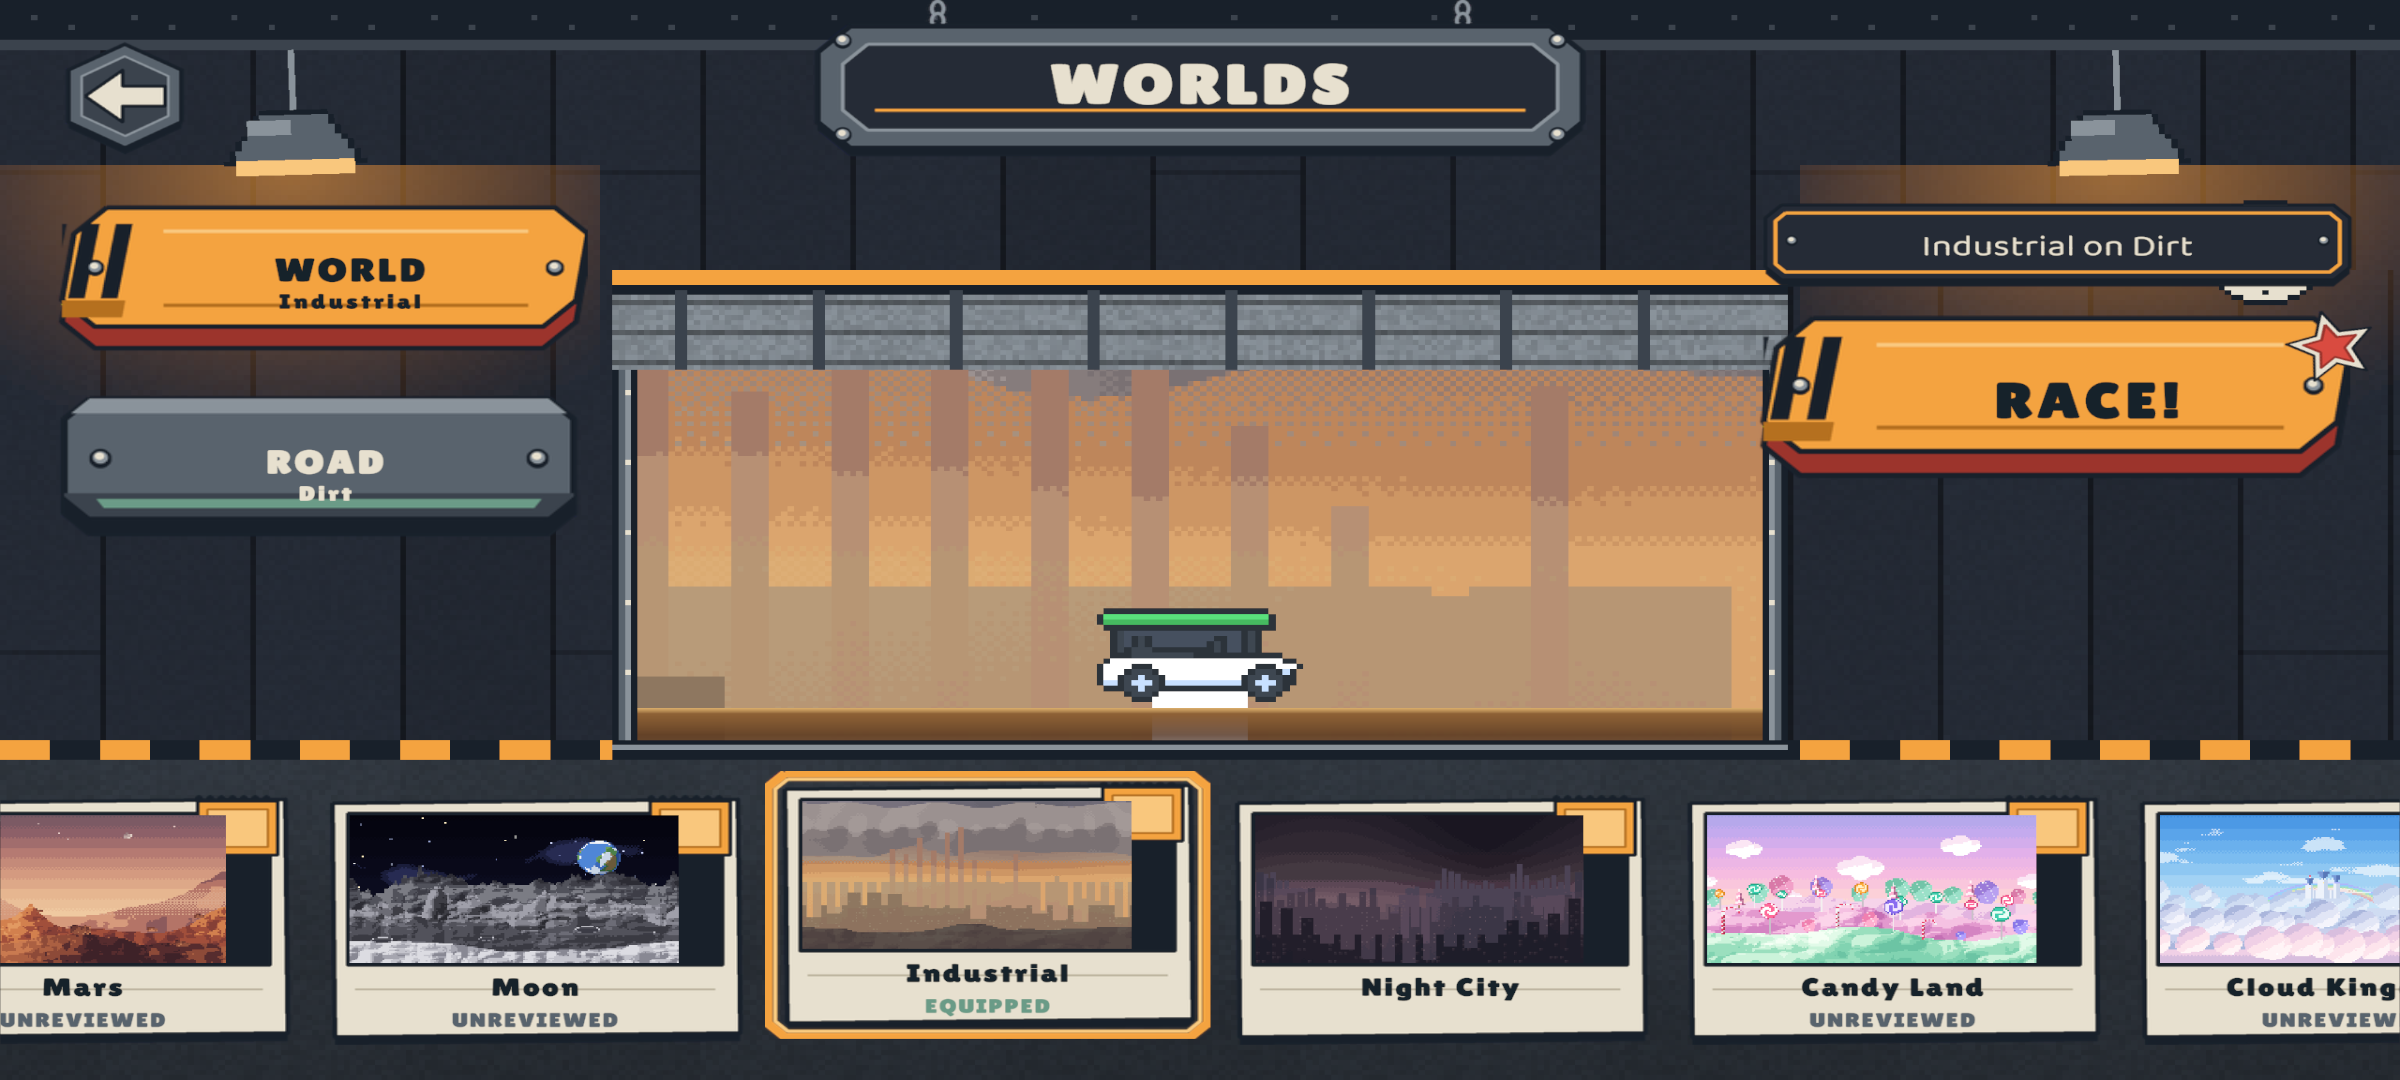 WORLDS
WORLD
Industrial
ROAD
Dirt
Industrial on Dirt
RACE!
Mars
UNREVIEWED
Moon
UNREVIEWED
Industrial
EQUIPPED
Night City
Candy Land
UNREVIEWED
Cloud King
UNREVIEW